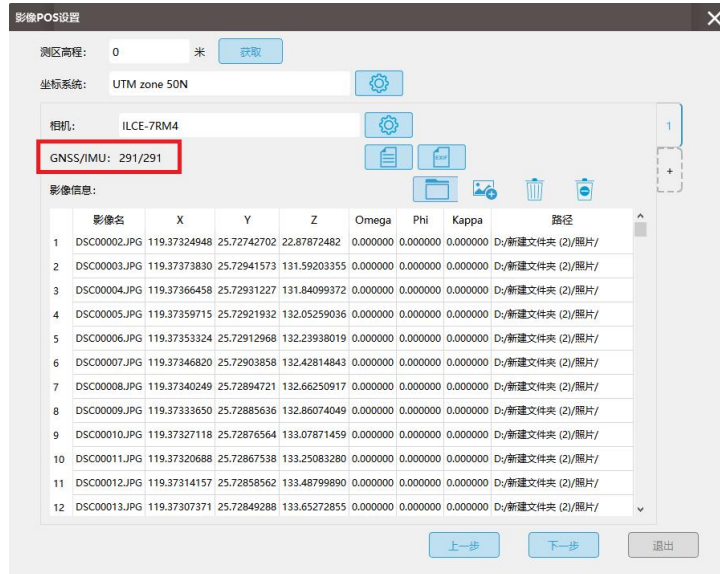 影像POS设置
测区高程: 0 米 获取
坐标系统: UTM zone 50N
相机: ILCE-7RM4 1
GNSS/IMU: 291/291 EXIF
+
影像信息:
影像名 X Y Z Omega Phi Kappa 路径
1 DSC00002.JPG 119.37324948 25.72742702 22.87872482 0.000000 0.000000 0.000000 D:/新建文件夹 (2)/照片/
2 DSC00003.JPG 119.37373830 25.72941573 131.59203355 0.000000 0.000000 0.000000 D:/新建文件夹 (2)/照片/
3 DSC00004.JPG 119.37366458 25.72931227 131.84099372 0.000000 0.000000 0.000000 D:/新建文件夹 (2)/照片/
4 DSC00005.JPG 119.37359715 25.72921932 132.05259036 0.000000 0.000000 0.000000 D:/新建文件夹 (2)/照片/
5 DSC00006.JPG 119.37353324 25.72912968 132.23938019 0.000000 0.000000 0.000000 D:/新建文件夹 (2)/照片/
6 DSC00007.JPG 119.37346820 25.72903858 132.42814843 0.000000 0.000000 0.000000 D:/新建文件夹 (2)/照片/
7 DSC00008.JPG 119.37340249 25.72894721 132.66250917 0.000000 0.000000 0.000000 D:/新建文件夹 (2)/照片/
8 DSC00009.JPG 119.37333650 25.72885636 132.86074049 0.000000 0.000000 0.000000 D:/新建文件夹 (2)/照片/
9 DSC00010.JPG 119.37327118 25.72876564 133.07871459 0.000000 0.000000 0.000000 D:/新建文件夹 (2)/照片/
10 DSC00011.JPG 119.37320688 25.72867538 133.25083280 0.000000 0.000000 0.000000 D:/新建文件夹 (2)/照片/
11 DSC00012.JPG 119.37314157 25.72858562 133.48799890 0.000000 0.000000 0.000000 D:/新建文件夹 (2)/照片/
12 DSC00013.JPG 119.37307371 25.72849288 133.65272855 0.000000 0.000000 0.000000 D:/新建文件夹 (2)/照片/
上一步 下一步 退出